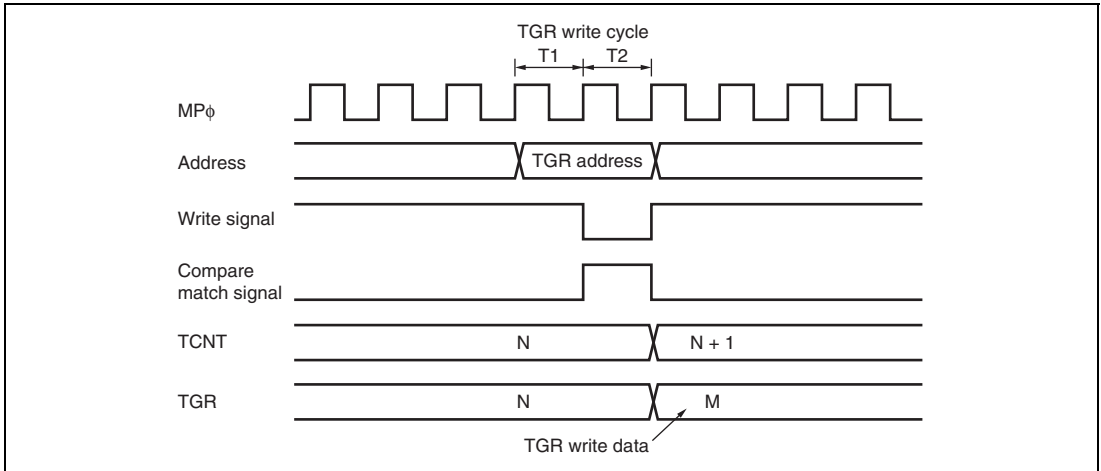 TGR write cycle
T1 T2
MPφ
Address TGR address
Write signal
Compare
match signal
TCNT N N + 1
TGR N M
TGR write data